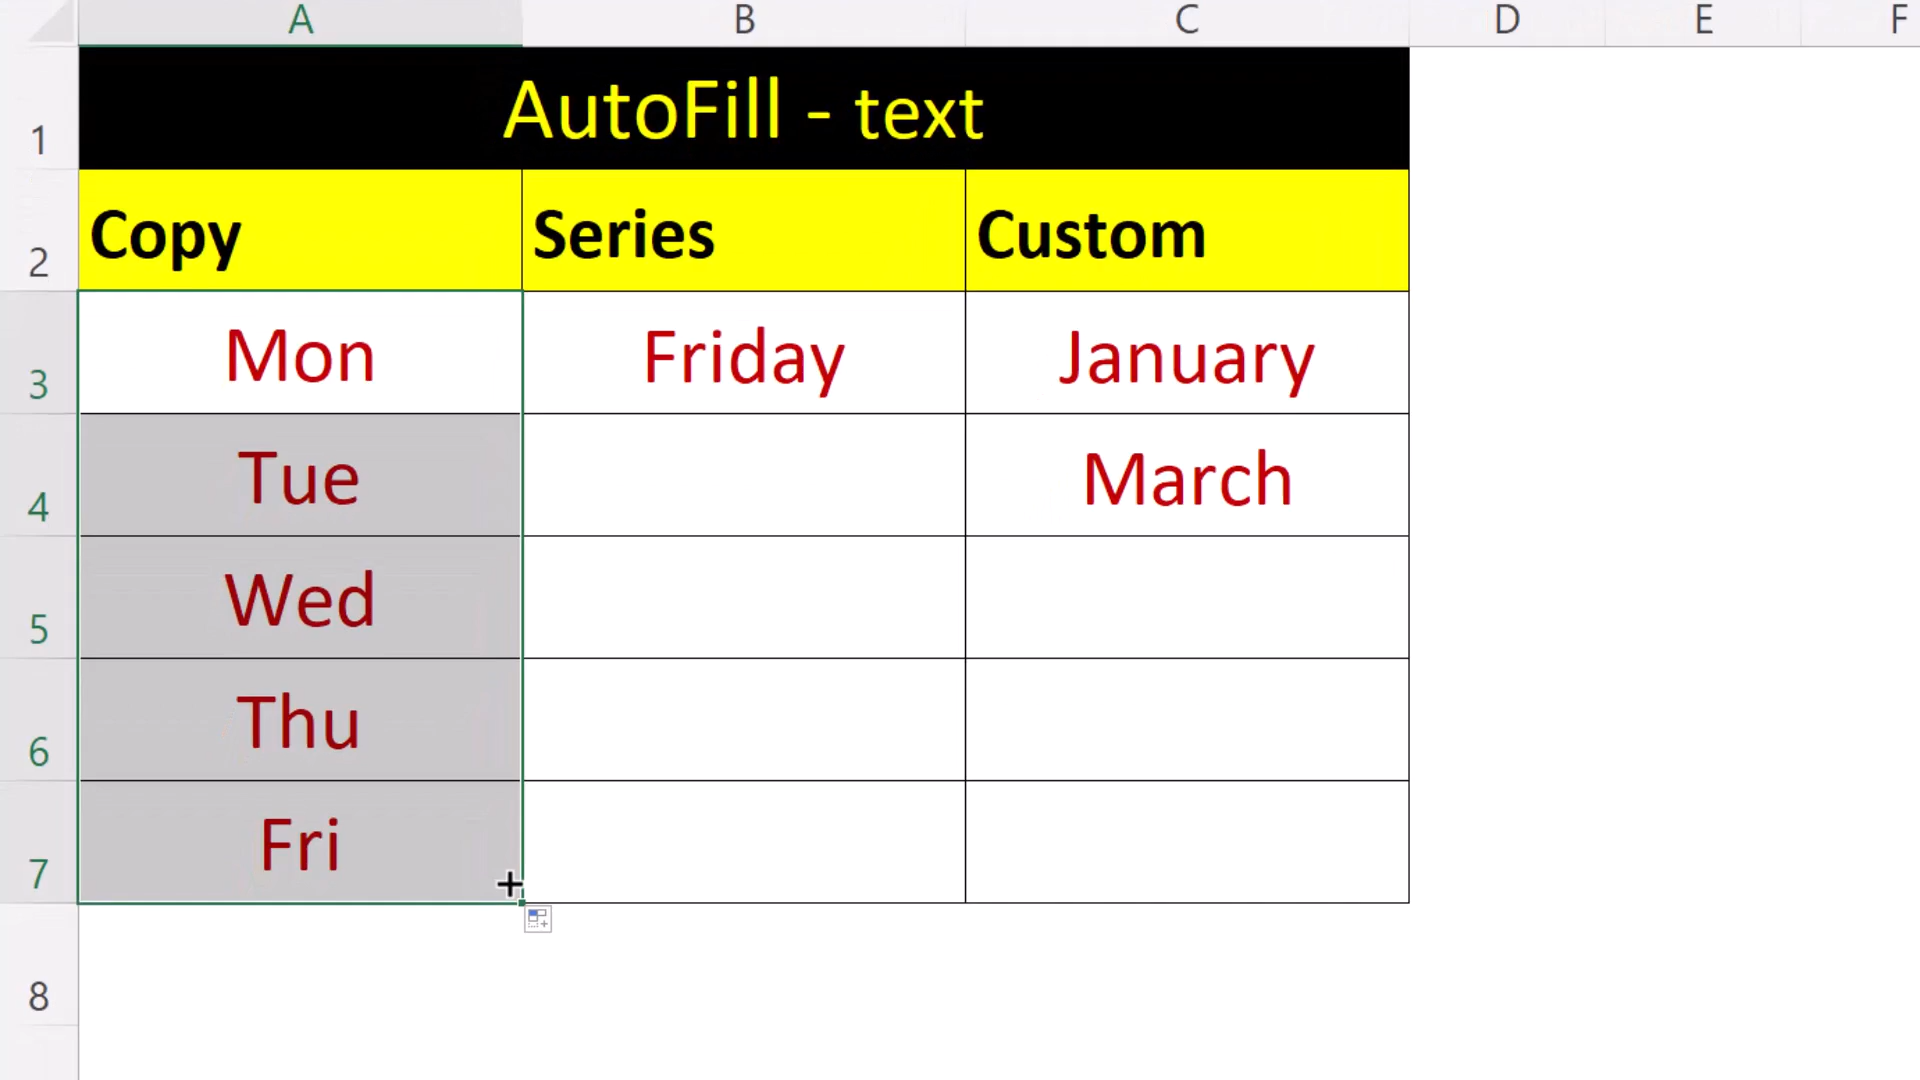 A B C D E F
1 AutoFill - text
2 Copy Series Custom
3 Mon Friday January
4 Tue March
5 Wed
6 Thu
7 Fri
8